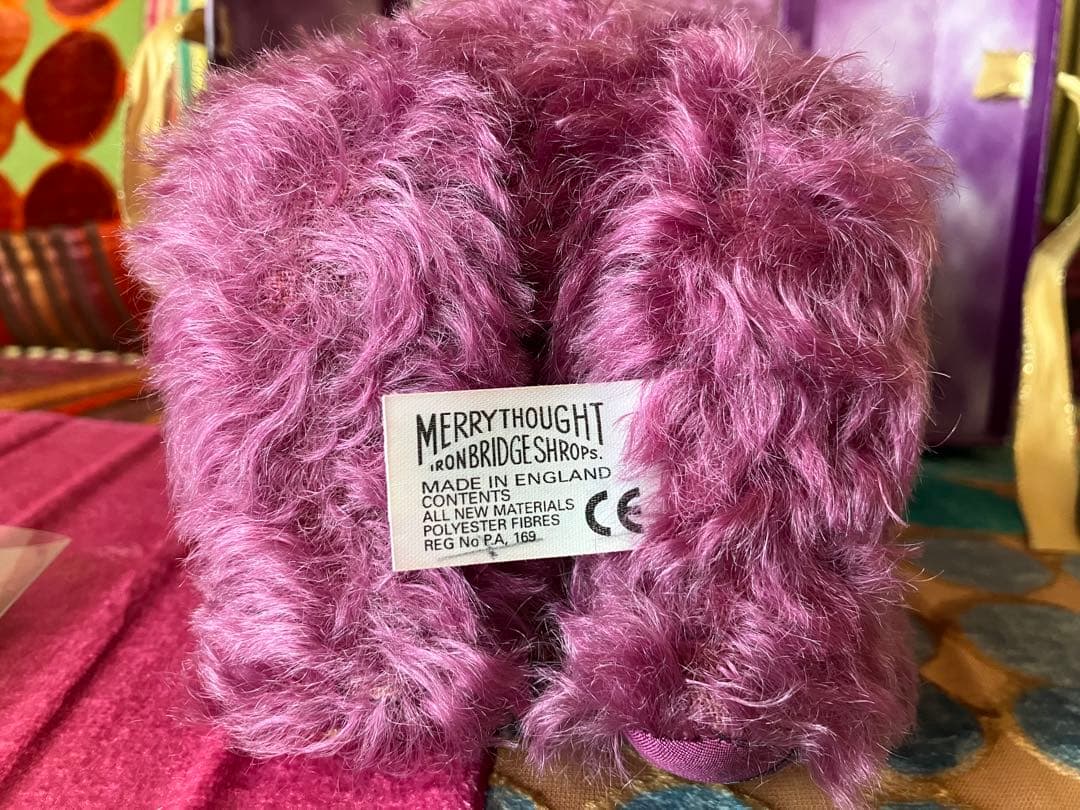 MERRYTHOUGHT
IRONBRIDGE SHROPS.
MADE IN ENGLAND
CONTENTS
ALL NEW MATERIALS
POLYESTER FIBRES
REG No P.A, 169
CE